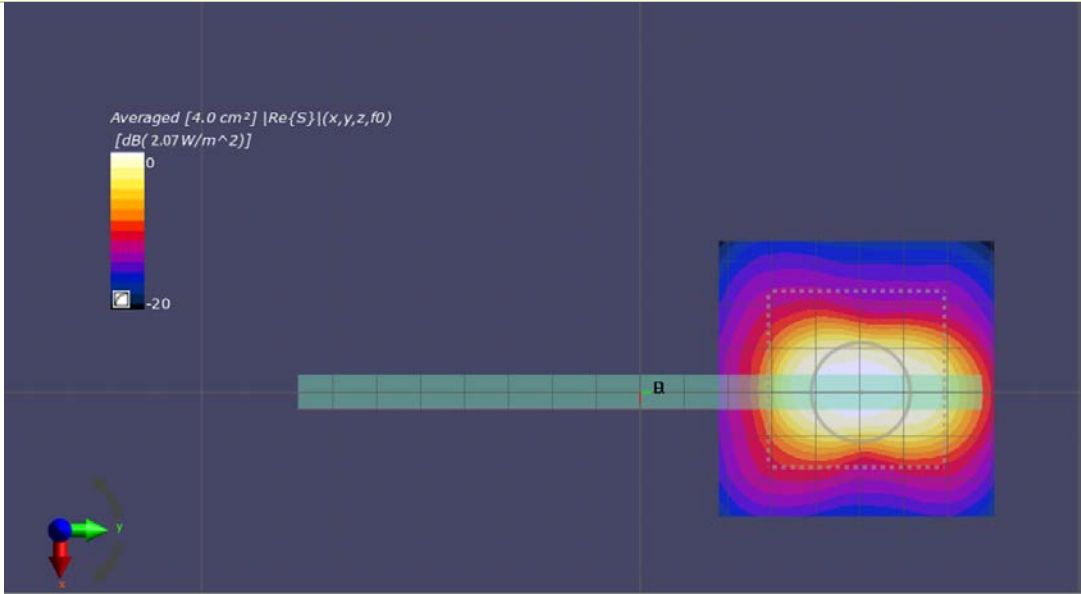 Averaged [4.0 cm²] |Re{S}|(x,y,z,f0)
[dB( 2.07 W/m^2)]
0
-20
y
x